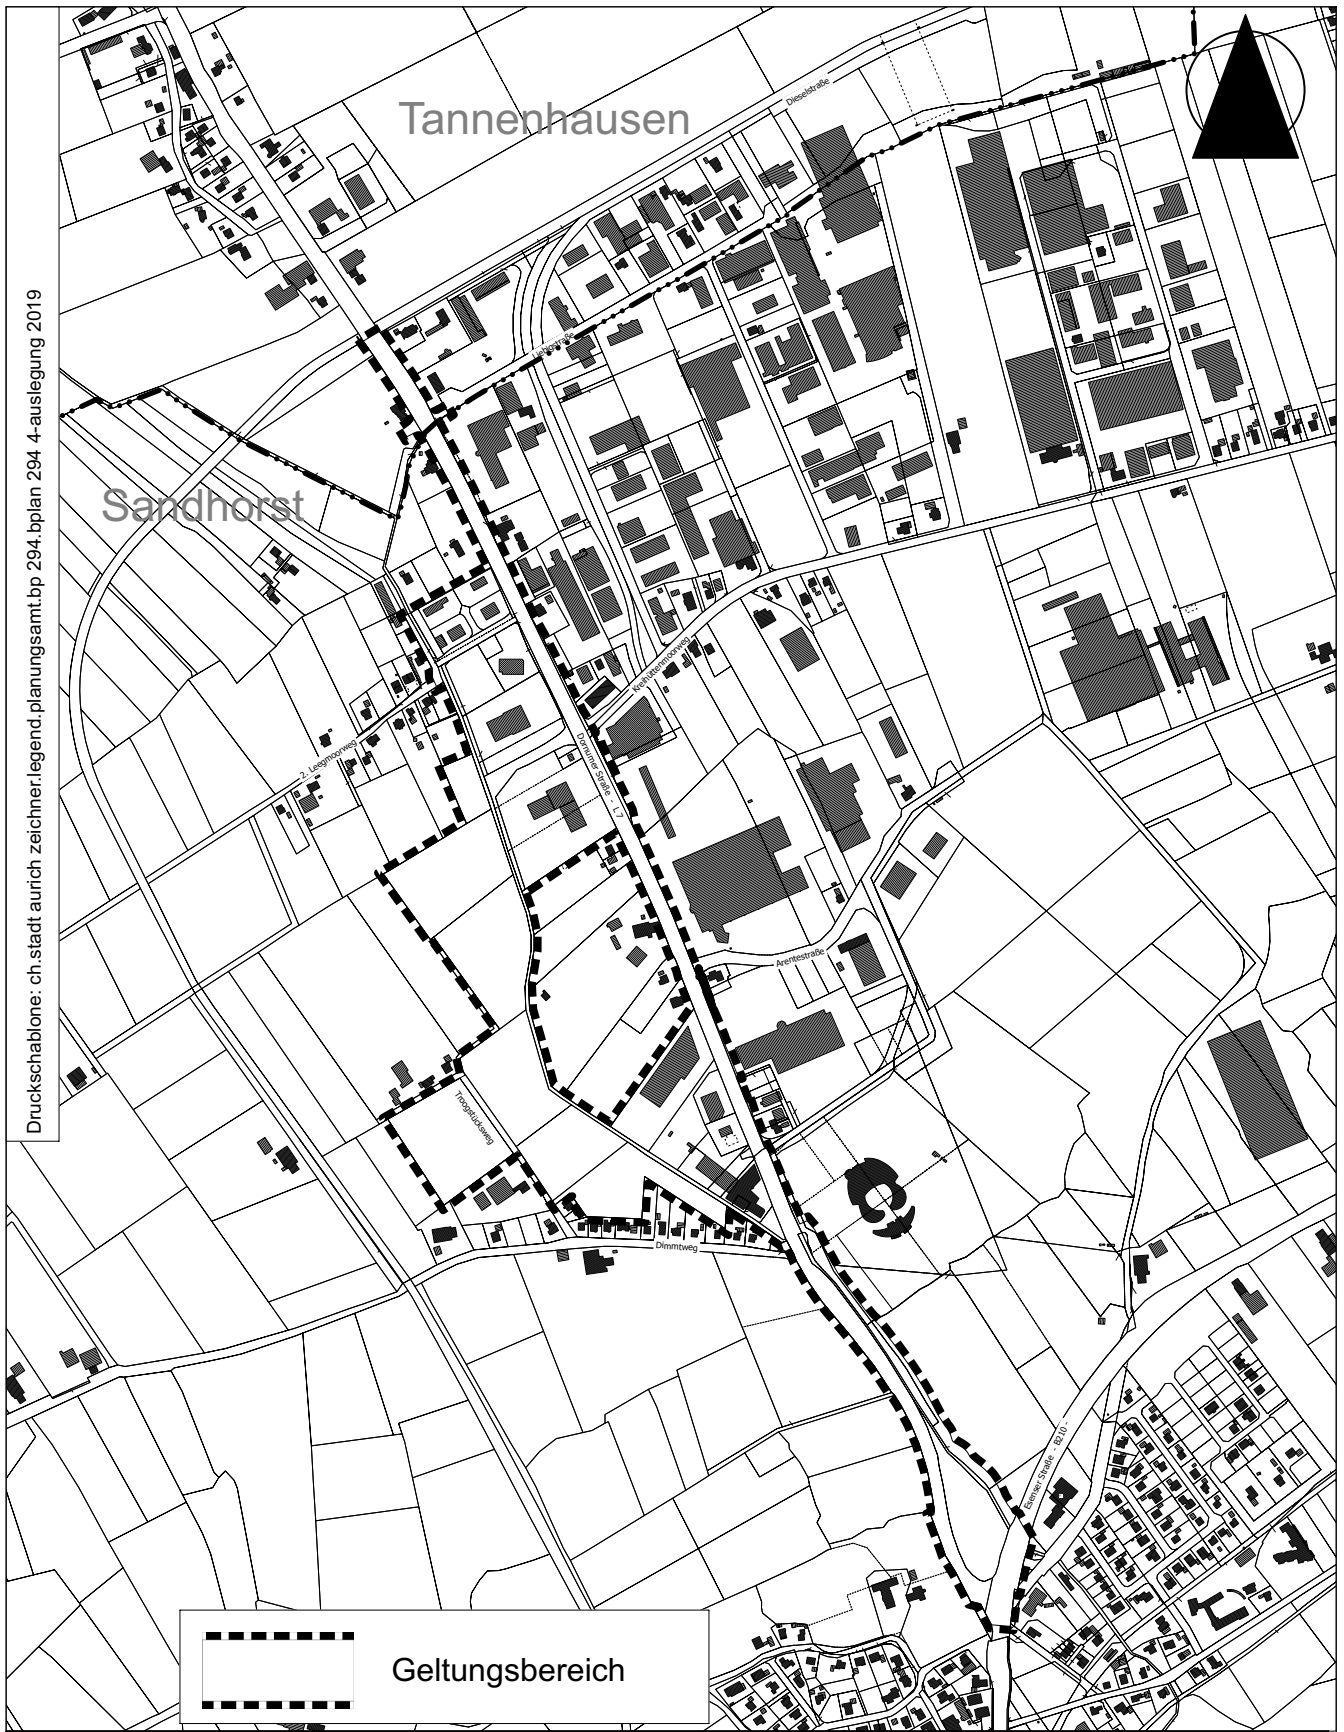 Druckschablone: ch.stadt aurich zeichner.legend.planungsamt.bp 294.bplan 294 4-auslegung 2019
Tannenhausen
Dieselstraße
Liebigstraße
Sandhorst
Kreihüttenmoorweg
2. Leegmoorweg
Dornumer Straße - L 7
Arentestraße
Troogstücksweg
Dimmtweg
Esenser Straße - B210 -
Geltungsbereich